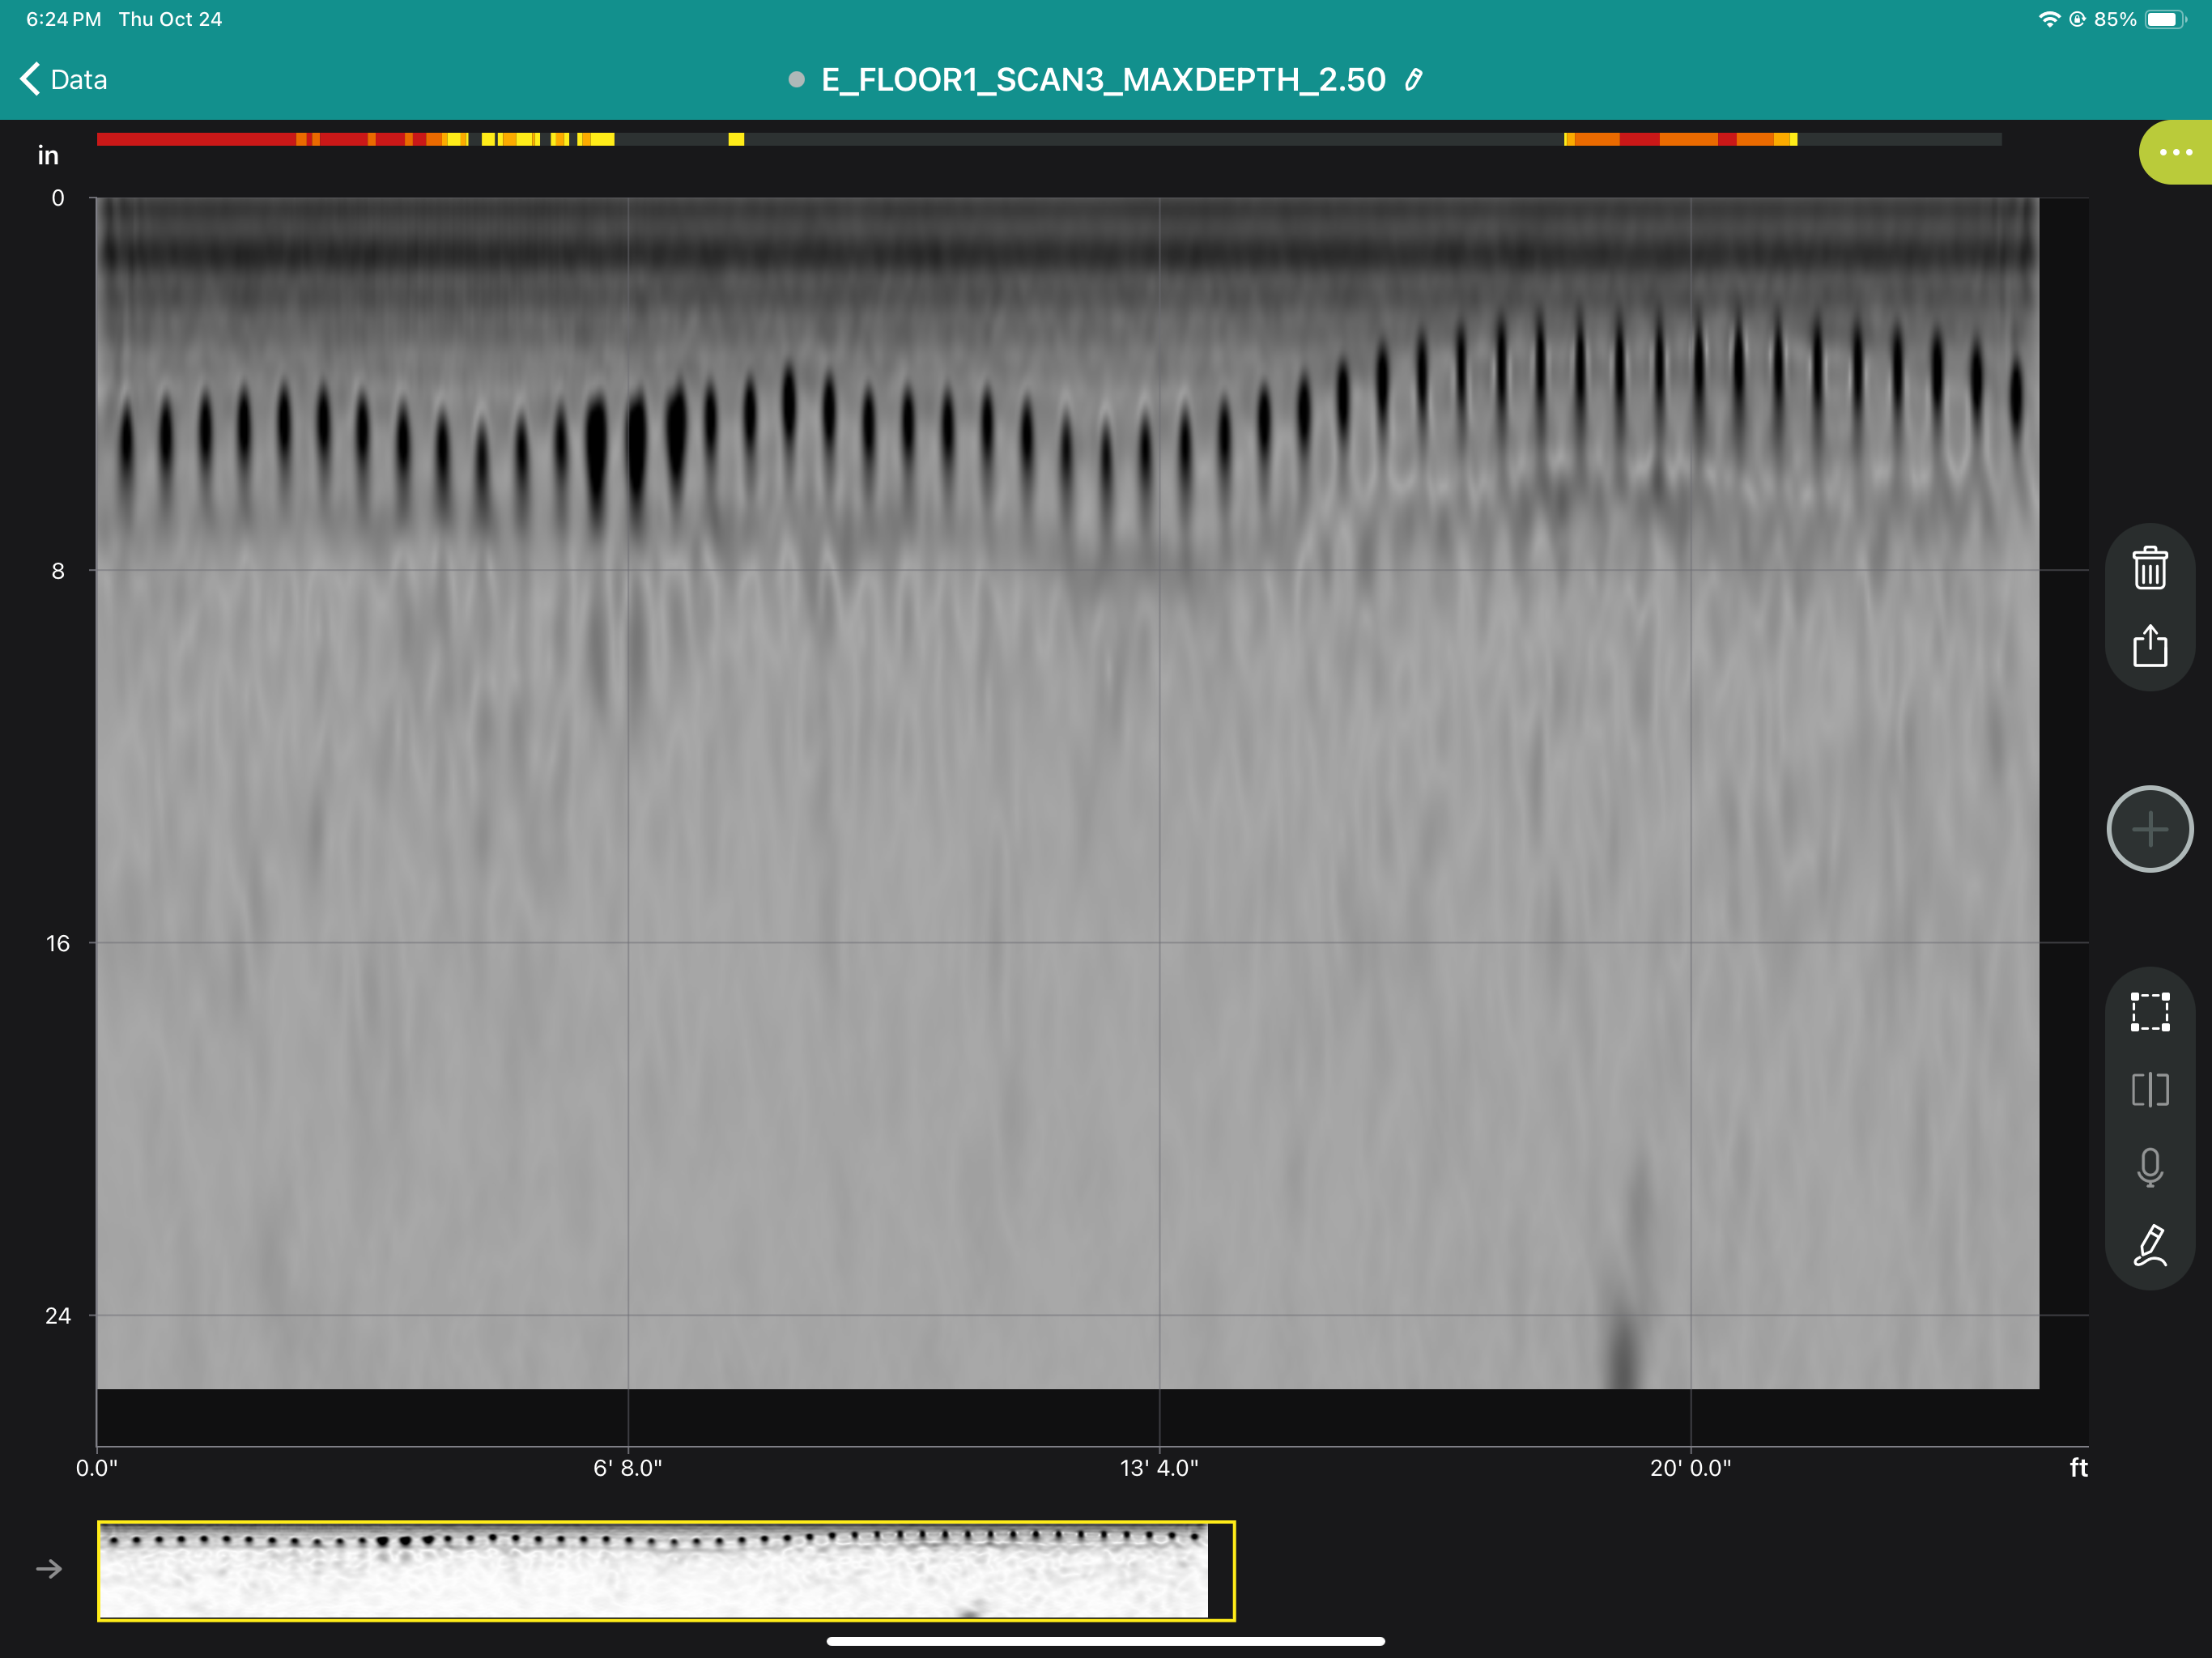 6:24 PM Thu Oct 24
85%
Data
E_FLOOR1_SCAN3_MAXDEPTH_2.50
in
0
8
16
24
0.0" 6' 8.0" 13' 4.0" 20' 0.0" ft